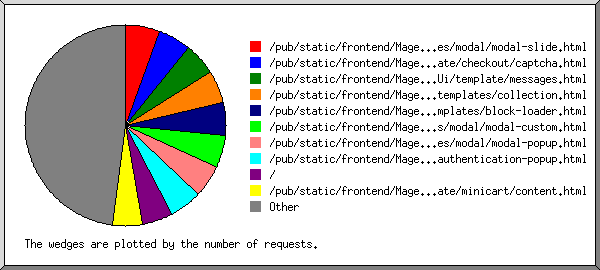 /pub/static/frontend/Mage...es/modal/modal-slide.html
/pub/static/frontend/Mage...ate/checkout/captcha.html
/pub/static/frontend/Mage...Ui/template/messages.html
/pub/static/frontend/Mage...templates/collection.html
/pub/static/frontend/Mage...mplates/block-loader.html
/pub/static/frontend/Mage...s/modal/modal-custom.html
/pub/static/frontend/Mage...es/modal/modal-popup.html
/pub/static/frontend/Mage...authentication-popup.html
/
/pub/static/frontend/Mage...ate/minicart/content.html
Other
The wedges are plotted by the number of requests.